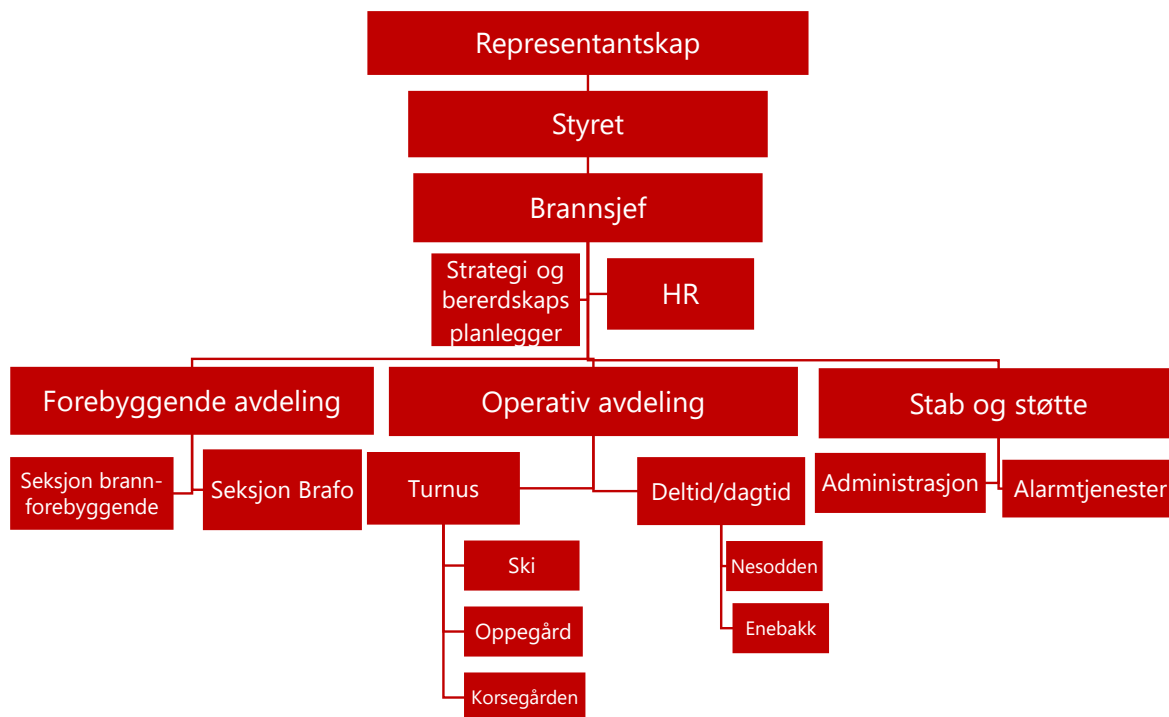 Representantskap
Styret
Brannsjef
Strategi og
bererdskaps
planlegger
HR
Forebyggende avdeling
Operativ avdeling
Stab og støtte
Seksjon brann-
forebyggende
Seksjon Brafo
Turnus
Deltid/dagtid
Administrasjon
Alarmtjenester
Ski
Oppegård
Korsegården
Nesodden
Enebakk